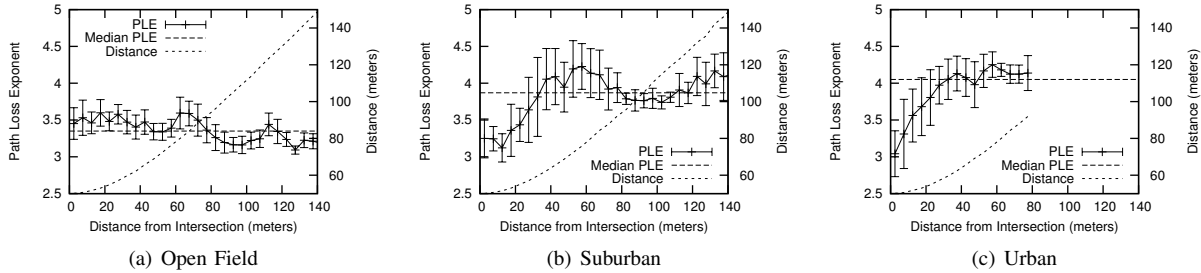 5
4.5
4
3.5
3
2.5
Path Loss Exponent
0 20 40 60 80 100 120 140
Distance from Intersection (meters)
140
120
100
80
60
Distance (meters)
PLE
Median PLE
Distance
(a) Open Field
5
4.5
4
3.5
3
2.5
Path Loss Exponent
0 20 40 60 80 100 120 140
Distance from Intersection (meters)
140
120
100
80
60
Distance (meters)
PLE
Median PLE
Distance
(b) Suburban
5
4.5
4
3.5
3
2.5
Path Loss Exponent
0 20 40 60 80 100 120 140
Distance from Intersection (meters)
140
120
100
80
60
Distance (meters)
PLE
Median PLE
Distance
(c) Urban